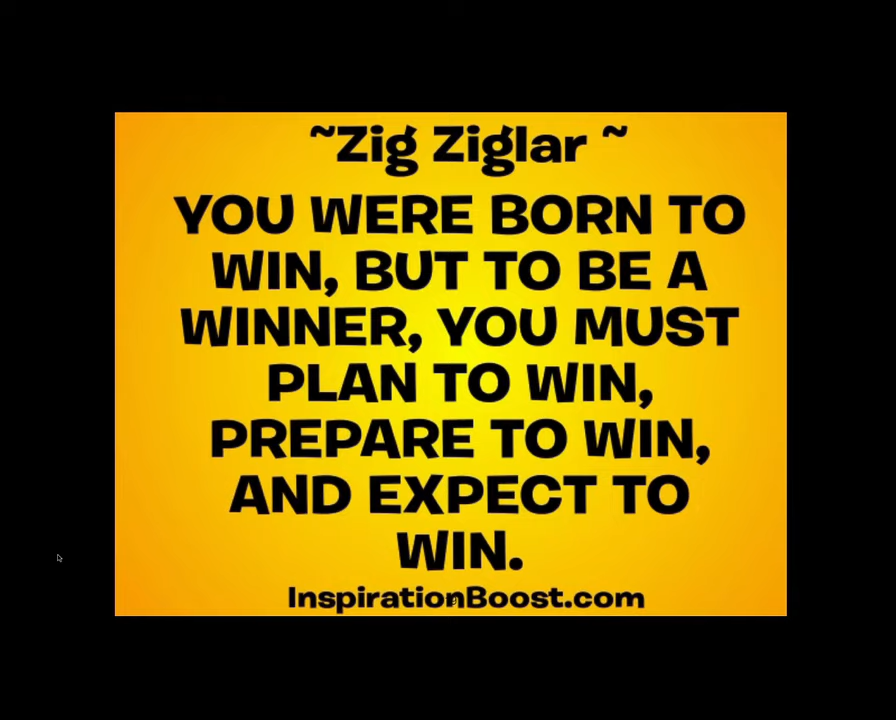 ~Zig Ziglar ~
YOU WERE BORN TO
WIN, BUT TO BE A
WINNER, YOU MUST
PLAN TO WIN,
PREPARE TO WIN,
AND EXPECT TO
WIN.
InspirationBoost.com